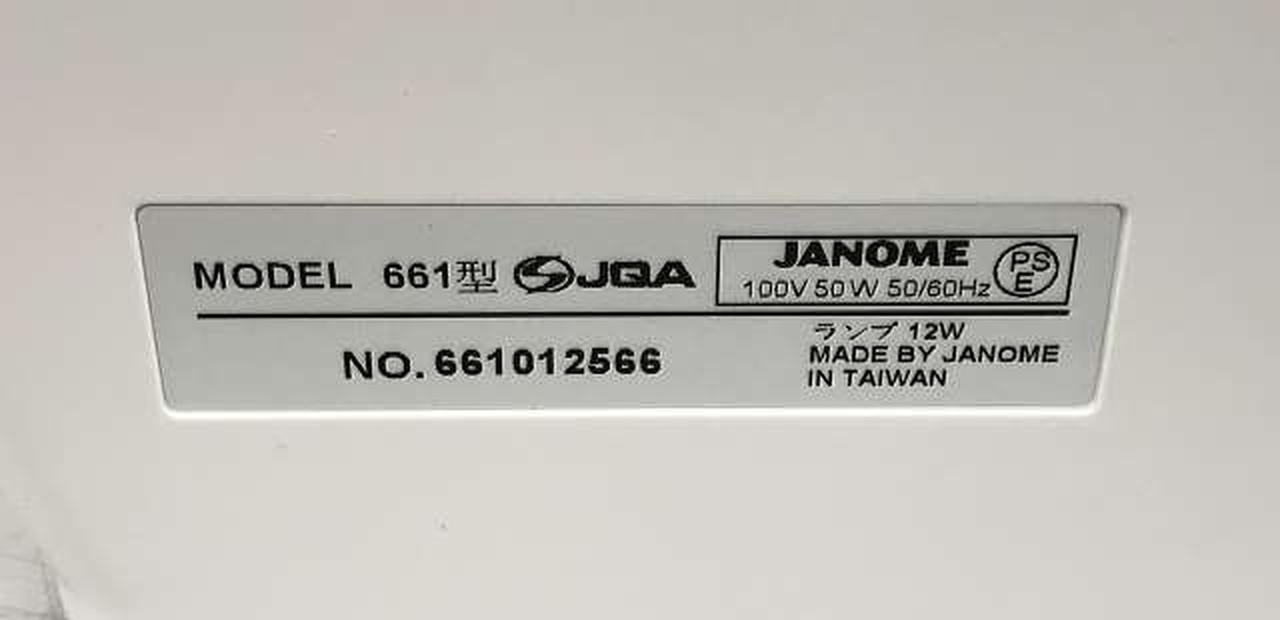 MODEL 661型 JQA
JANOME
100V 50W 50/60Hz
PS
E
NO.661012566
ランプ 12W
MADE BY JANOME
IN TAIWAN